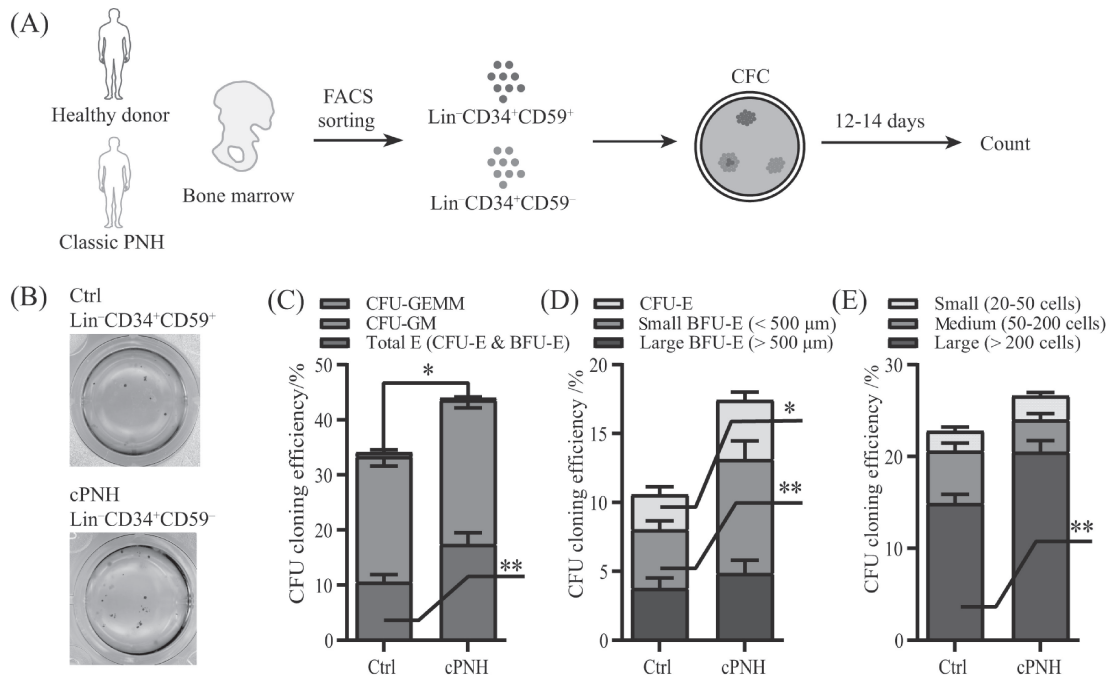 (A)
Healthy donor
Classic PNH
Bone marrow
FACS
sorting
Lin⁻CD34⁺CD59⁺
Lin⁻CD34⁺CD59⁻
CFC
12-14 days
Count
(B)
Ctrl
Lin⁻CD34⁺CD59⁺
cPNH
Lin⁻CD34⁺CD59⁻
(C)
CFU-GEMM
CFU-GM
Total E (CFU-E & BFU-E)
CFU cloning efficiency/%
50
40
30
20
10
0
*
**
Ctrl
cPNH
(D)
CFU-E
Small BFU-E (< 500 μm)
Large BFU-E (> 500 μm)
CFU cloning efficiency /%
20
15
10
5
0
*
**
Ctrl
cPNH
(E)
Small (20-50 cells)
Medium (50-200 cells)
Large (> 200 cells)
CFU cloning efficiency /%
30
20
10
0
**
Ctrl
cPNH